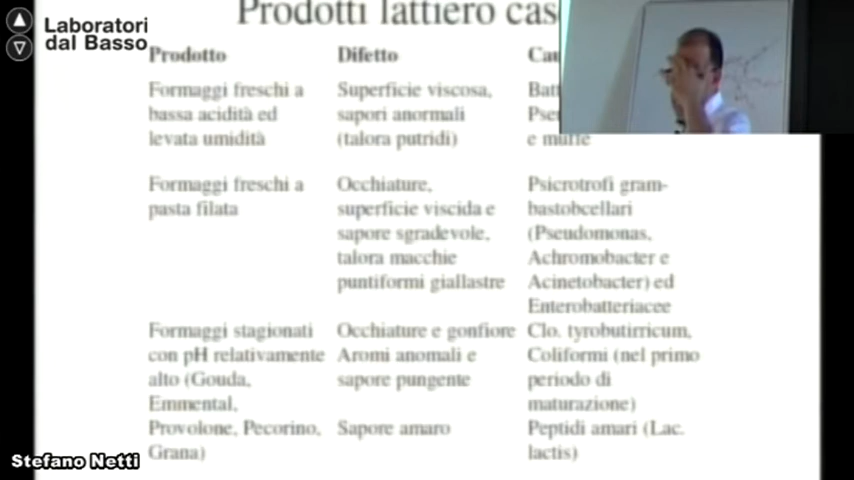 Prodotti lattiero cas
Laboratori
dal Basso
Prodotto Difetto Cau
Formaggi freschi a Superficie viscosa, Batt
bassa acidità ed sapori anormali Pseu
levata umidità (talora putridi) e muffe
Formaggi freschi a Occhiature, Psicrotrofi gram-
pasta filata superficie viscida e bastobcellari
sapore sgradevole, (Pseudomonas,
talora macchie Achromobacter e
puntiformi giallastre Acinetobacter) ed
Enterobatteriacee
Formaggi stagionati Occhiature e gonfiore Clo. tyrobutirricum,
con pH relativamente Aromi anomali e Coliformi (nel primo
alto (Gouda, sapore pungente periodo di
Emmental, maturazione)
Provolone, Pecorino, Sapore amaro Peptidi amari (Lac.
Grana) lactis)
Stefano Netti